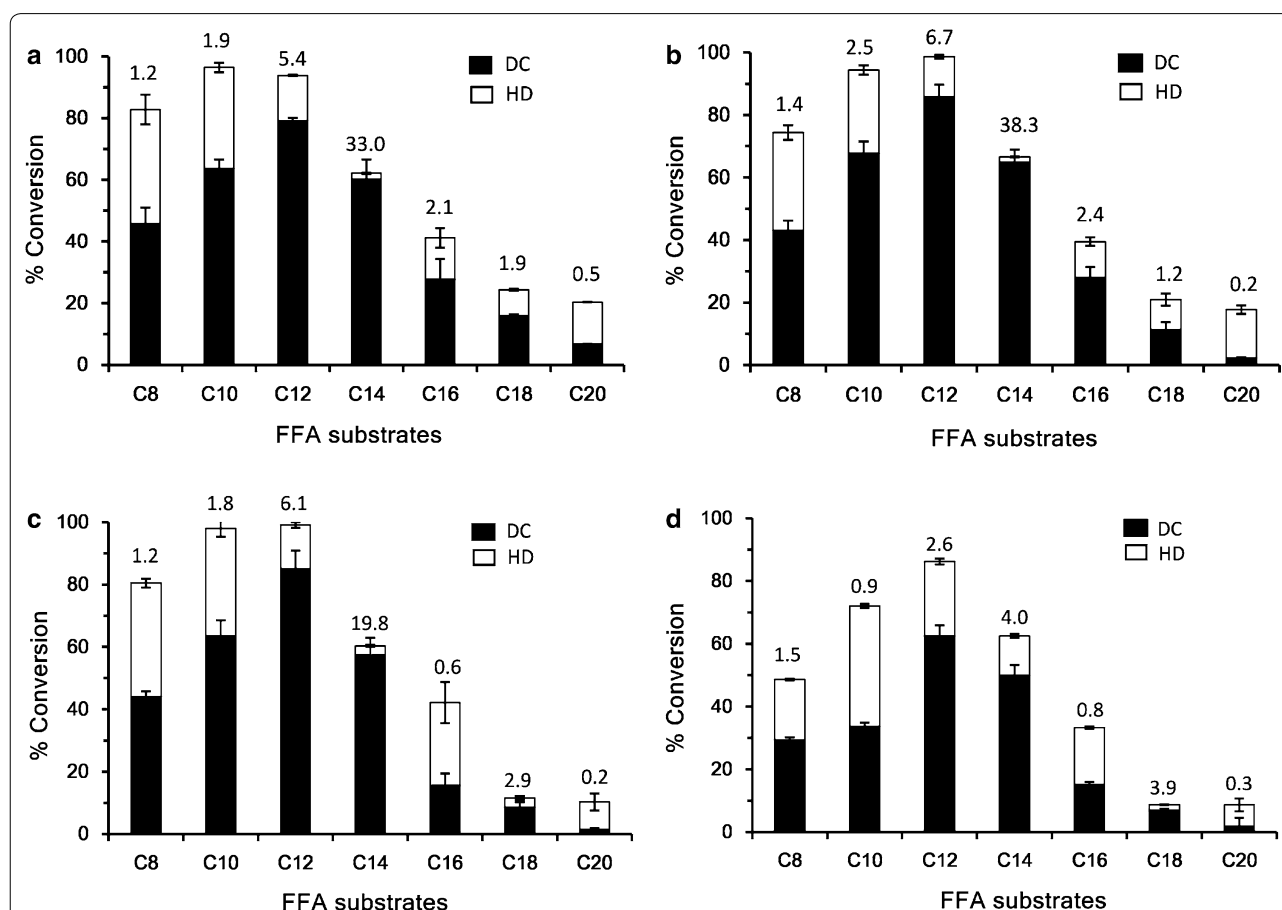 a
DC
HD
% Conversion
100
80
60
40
20
0
1.2
1.9
5.4
33.0
2.1
1.9
0.5
C8
C10
C12
C14
C16
C18
C20
FFA substrates
b
DC
HD
% Conversion
100
80
60
40
20
0
1.4
2.5
6.7
38.3
2.4
1.2
0.2
C8
C10
C12
C14
C16
C18
C20
FFA substrates
c
DC
HD
% Conversion
100
80
60
40
20
0
1.2
1.8
6.1
19.8
0.6
2.9
0.2
C8
C10
C12
C14
C16
C18
C20
FFA substrates
d
DC
HD
% Conversion
100
80
60
40
20
0
1.5
0.9
2.6
4.0
0.8
3.9
0.3
C8
C10
C12
C14
C16
C18
C20
FFA substrates